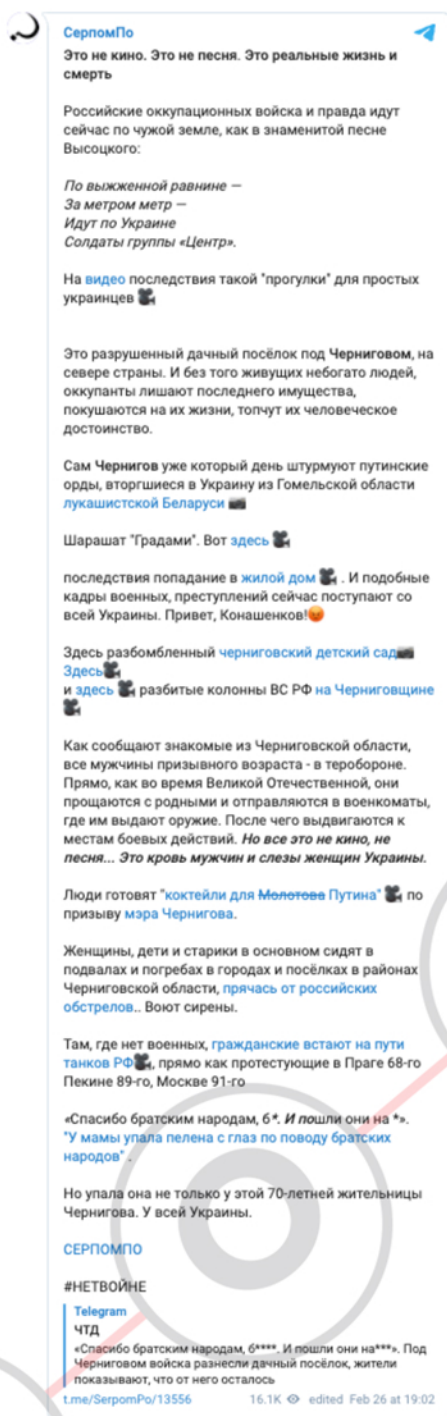 СерпомПо
Это не кино. Это не песня. Это реальные жизнь и
смерть
Российские оккупационных войска и правда идут
сейчас по чужой земле, как в знаменитой песне
Высоцкого:
По выжженной равнине —
За метром метр —
Идут по Украине
Солдаты группы «Центр».
На видео последствия такой "прогулки" для простых
украинцев 🎥
Это разрушенный дачный посёлок под Черниговом, на
севере страны. И без того живущих небогато людей,
оккупанты лишают последнего имущества,
покушаются на их жизни, топчут их человеческое
достоинство.
Сам Чернигов уже который день штурмуют путинские
орды, вторгшиеся в Украину из Гомельской области
лукашистской Беларуси 📷
Шарашат "Градами". Вот здесь 🎥
последствия попадание в жилой дом 🎥 . И подобные
кадры военных, преступлений сейчас поступают со
всей Украины. Привет, Конашенков!😡
Здесь разбомбленный черниговский детский сад📷
Здесь🎥
и здесь 🎥 разбитые колонны ВС РФ на Черниговщине
🎥
Как сообщают знакомые из Черниговской области,
все мужчины призывного возраста - в теробороне.
Прямо, как во время Великой Отечественной, они
прощаются с родными и отправляются в военкоматы,
где им выдают оружие. После чего выдвигаются к
местам боевых действий. Но все это не кино, не
песня... Это кровь мужчин и слезы женщин Украины.
Люди готовят "коктейли для Молотова Путина" 🎥 по
призыву мэра Чернигова.
Женщины, дети и старики в основном сидят в
подвалах и погребах в городах и посёлках в районах
Черниговской области, прячась от российских
обстрелов.. Воют сирены.
Там, где нет военных, гражданские встают на пути
танков РФ🎥, прямо как протестующие в Праге 68-го
Пекине 89-го, Москве 91-го
«Спасибо братским народам, б*. И пошли они на *».
"У мамы упала пелена с глаз по поводу братских
народов" .
Но упала она не только у этой 70-летней жительницы
Чернигова. У всей Украины.
СЕРПОМПО
#НЕТВОЙНЕ
Telegram
ЧТД
«Спасибо братским народам, б****. И пошли они на***». Под
Черниговом войска разнесли дачный посёлок, жители
показывают, что от него осталось
t.me/SerpomPo/13556 16.1K 👁 edited Feb 26 at 19:02